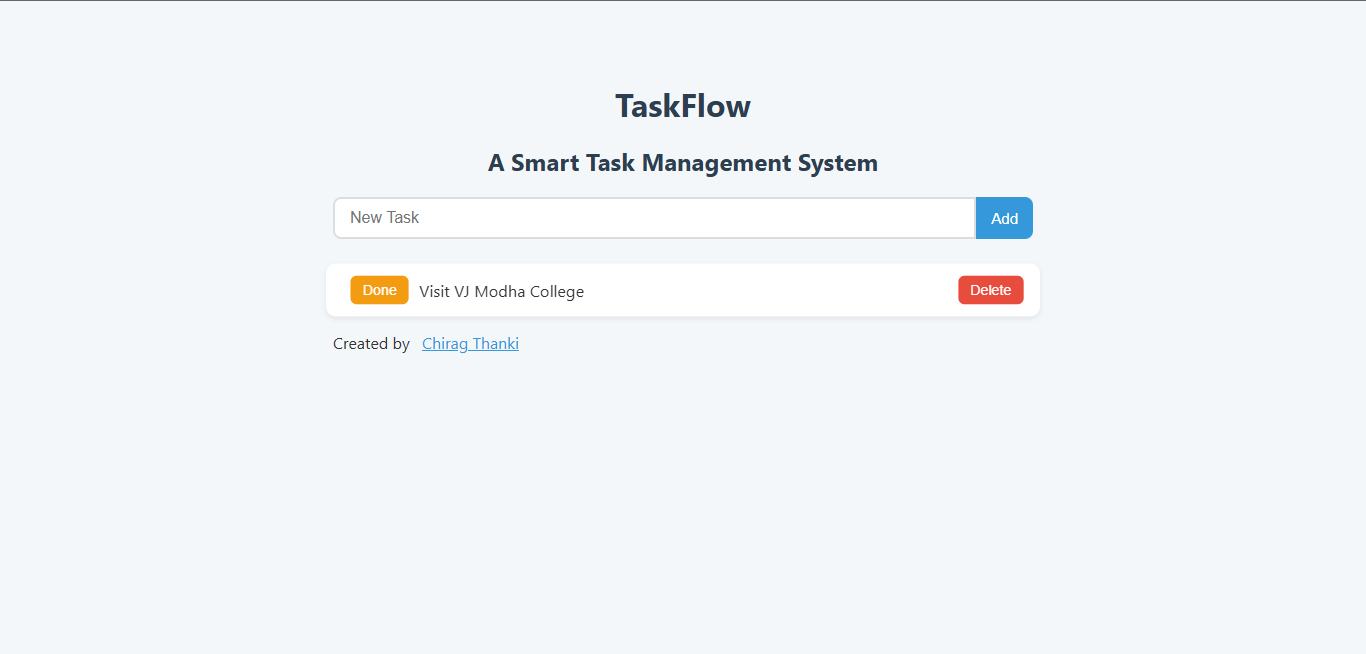 TaskFlow
A Smart Task Management System
New Task Add
Done Visit VJ Modha College Delete
Created by Chirag Thanki